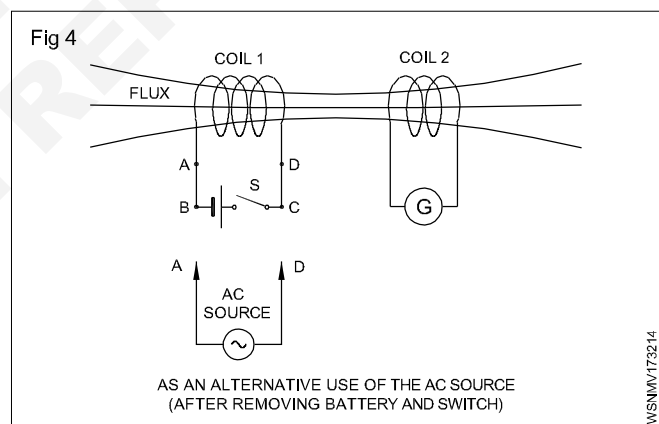 Fig 4
COIL 1
COIL 2
FLUX
A
D
S
B
C
G
A
D
AC
SOURCE
AS AN ALTERNATIVE USE OF THE AC SOURCE
(AFTER REMOVING BATTERY AND SWITCH)
WSNMV173214